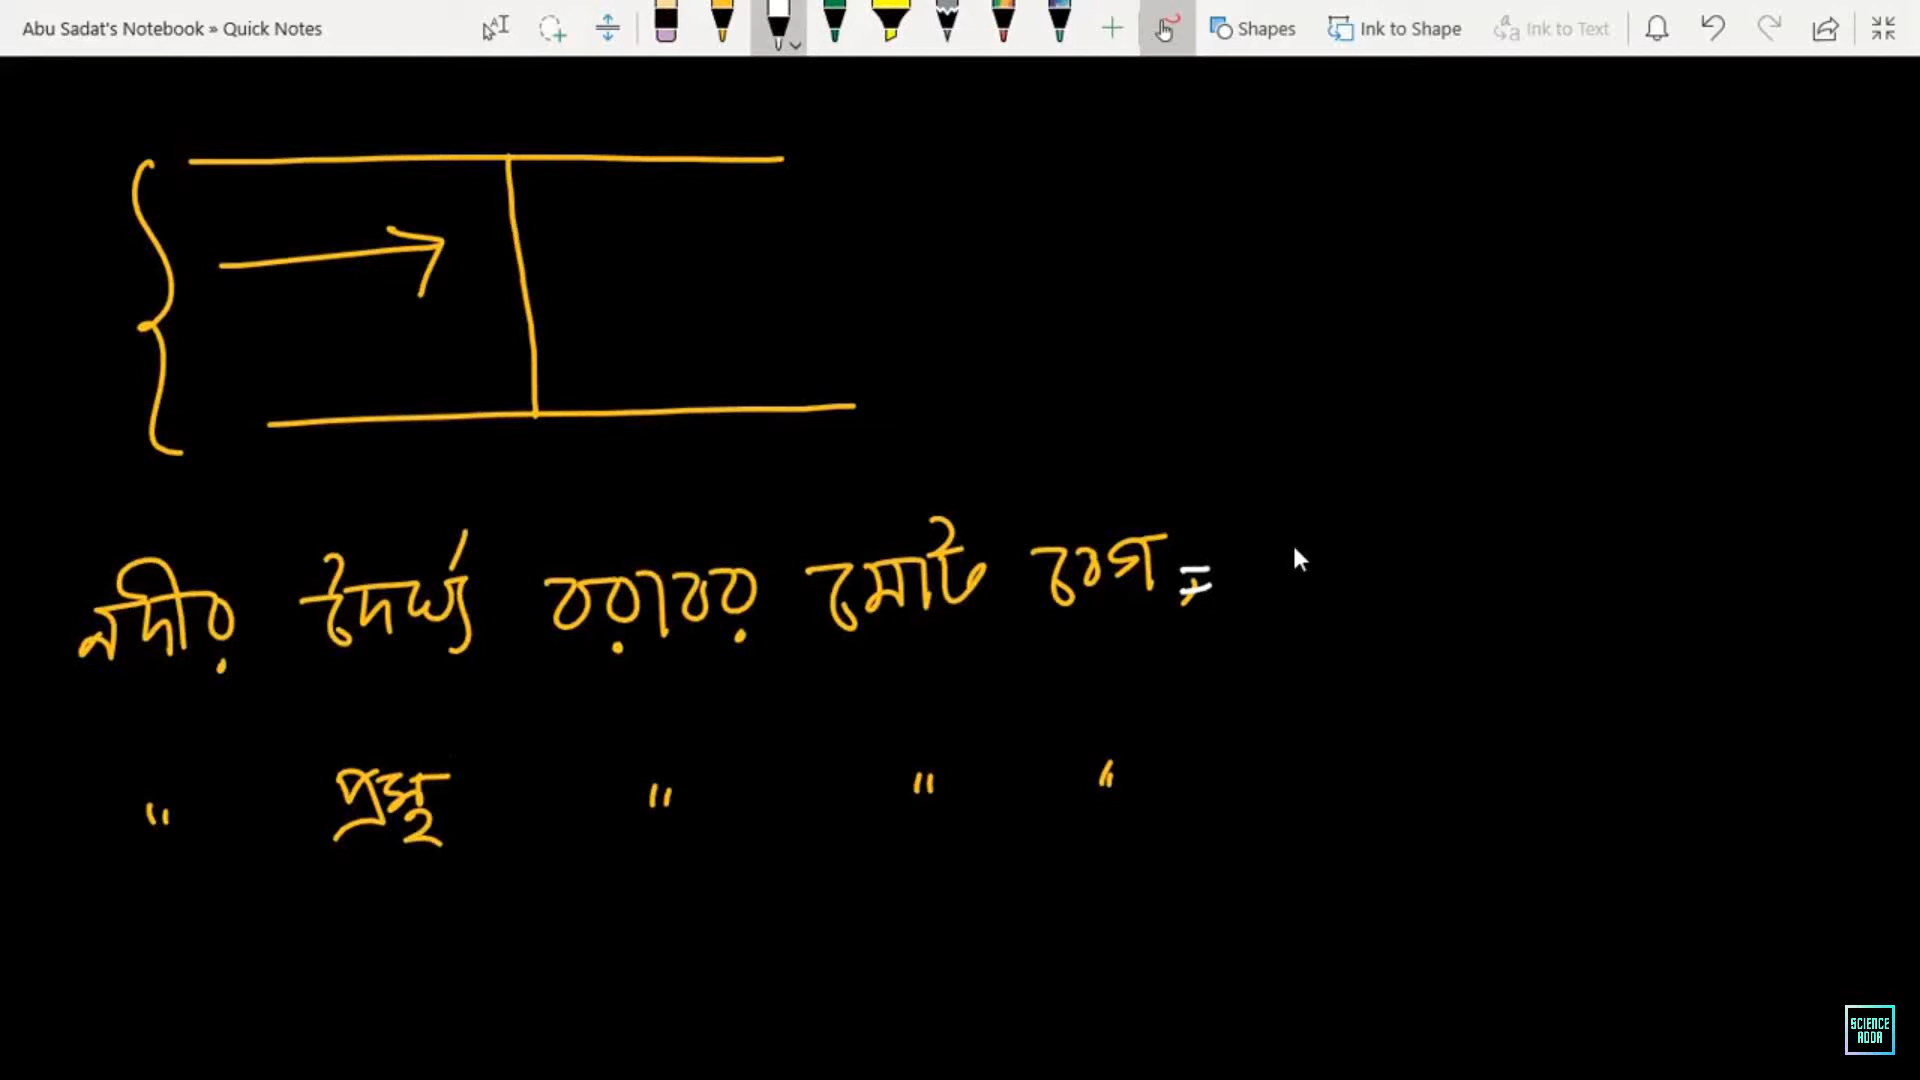 Abu Sadat's Notebook » Quick Notes Shapes Ink to Shape Ink to Text
নদীর দৈর্ঘ্য বরাবর মোট বেগ =
" প্রস্থ " " "
SCIENCE
ADDA